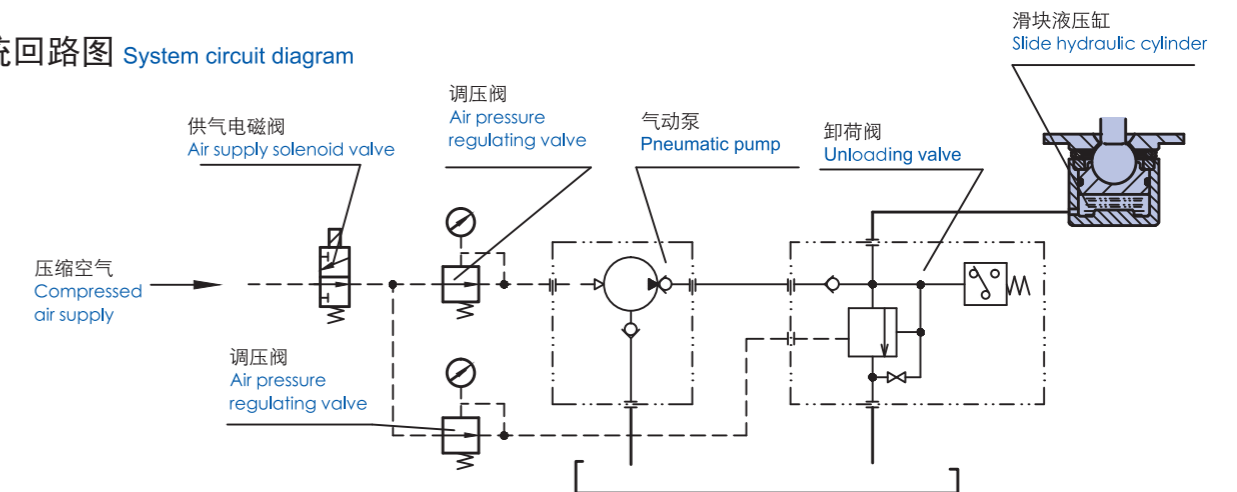 统回路图 System circuit diagram
滑块液压缸
Slide hydraulic cylinder
调压阀
Air pressure
regulating valve
供气电磁阀
Air supply solenoid valve
气动泵
Pneumatic pump
卸荷阀
Unloading valve
压缩空气
Compressed
air supply
调压阀
Air pressure
regulating valve